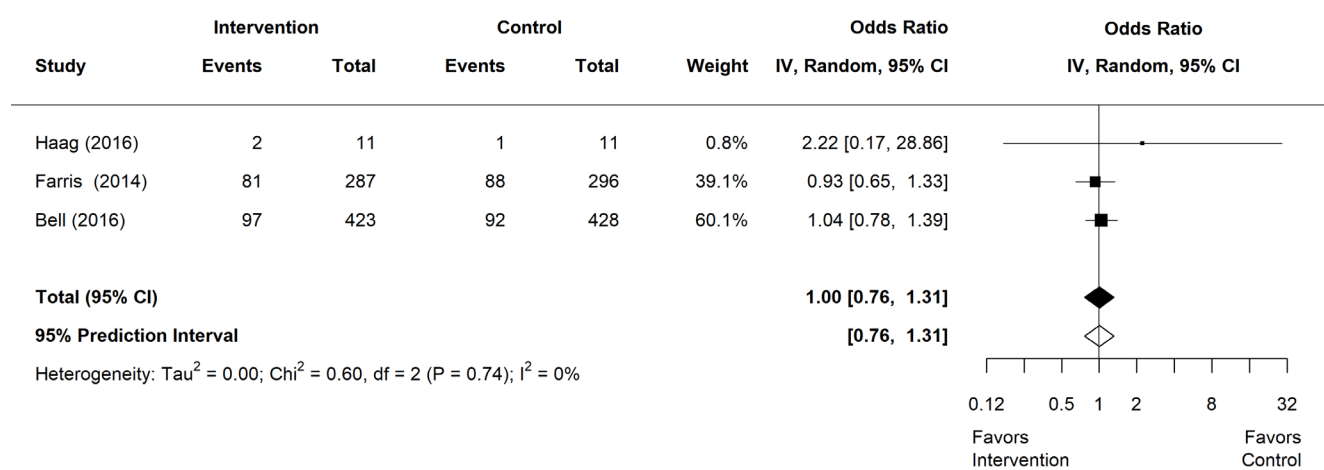 Intervention Control Odds Ratio Odds Ratio
Study Events Total Events Total Weight IV, Random, 95% CI IV, Random, 95% CI
Haag (2016) 2 11 1 11 0.8% 2.22 [0.17, 28.86]
Farris (2014) 81 287 88 296 39.1% 0.93 [0.65, 1.33]
Bell (2016) 97 423 92 428 60.1% 1.04 [0.78, 1.39]
Total (95% CI) 1.00 [0.76, 1.31]
95% Prediction Interval [0.76, 1.31]
Heterogeneity: Tau² = 0.00; Chi² = 0.60, df = 2 (P = 0.74); I² = 0%
0.12 0.5 1 2 8 32
Favors Favors
Intervention Control